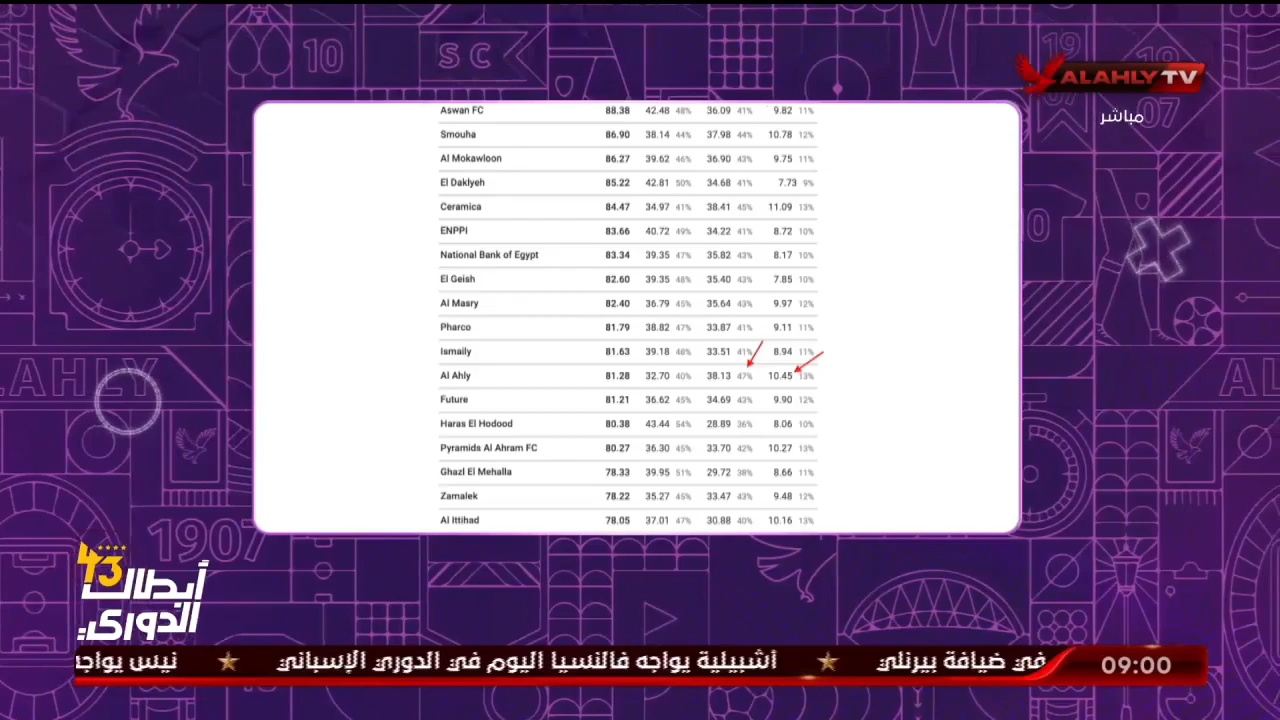 10
SC
19
19
07
07
ALAHLY TV
مباشر
Aswan FC 88.38 42.48 48% 36.09 41% 9.82 11%
Smouha 86.90 38.14 44% 37.98 44% 10.78 12%
Al Mokawloon 86.27 39.62 46% 36.90 43% 9.75 11%
El Daklyeh 85.22 42.81 50% 34.68 41% 7.73 9%
Ceramica 84.47 34.97 41% 38.41 45% 11.09 13%
ENPPI 83.66 40.72 49% 34.22 41% 8.72 10%
National Bank of Egypt 83.34 39.35 47% 35.82 43% 8.17 10%
El Geish 82.60 39.35 48% 35.40 43% 7.85 10%
Al Masry 82.40 36.79 45% 35.64 43% 9.97 12%
Pharco 81.79 38.82 47% 33.87 41% 9.11 11%
Ismaily 81.63 39.18 48% 33.51 41% 8.94 11%
Al Ahly 81.28 32.70 40% 38.13 47% 10.45 13%
Future 81.21 36.62 45% 34.69 43% 9.90 12%
Haras El Hodood 80.38 43.44 54% 28.89 36% 8.06 10%
Pyramids Al Ahram FC 80.27 36.30 45% 33.70 42% 10.27 13%
Ghazl El Mehalla 78.33 39.95 51% 29.72 38% 8.66 11%
Zamalek 78.22 35.27 45% 33.47 43% 9.48 12%
Al Ittihad 78.05 37.01 47% 30.88 40% 10.16 13%
LAHLY
AL
1907
43
أبطال
الدوري
في ضيافة بيرنلي ★ أشبيلية يواجه فالنسيا اليوم في الدوري الإسباني ★ نيس يواجه
09:00